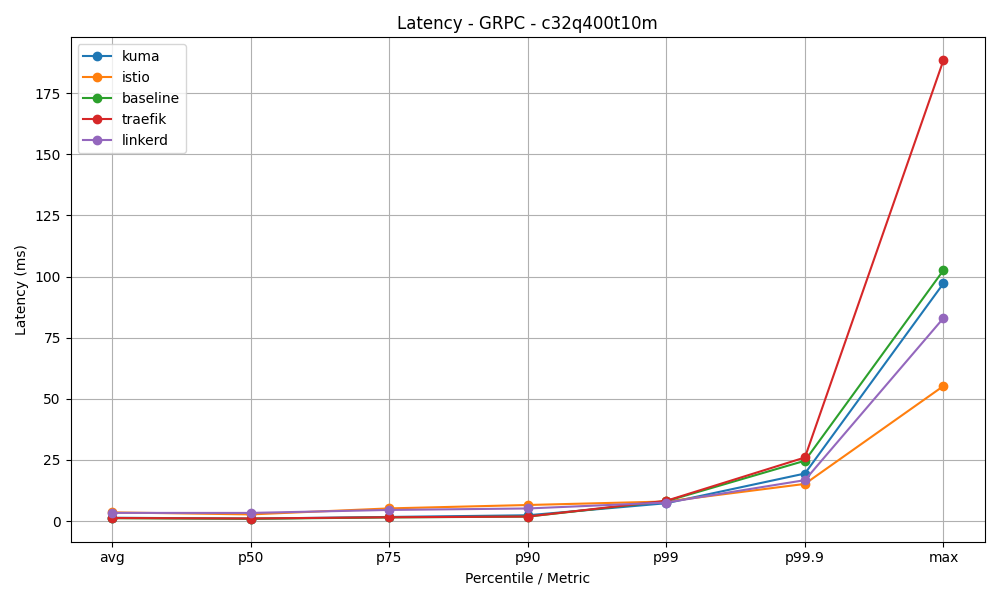 Latency - GRPC - c32q400t10m
kuma
istio
baseline
traefik
linkerd
Latency (ms)
175
150
125
100
75
50
25
0
avg
p50
p75
p90
p99
p99.9
max
Percentile / Metric